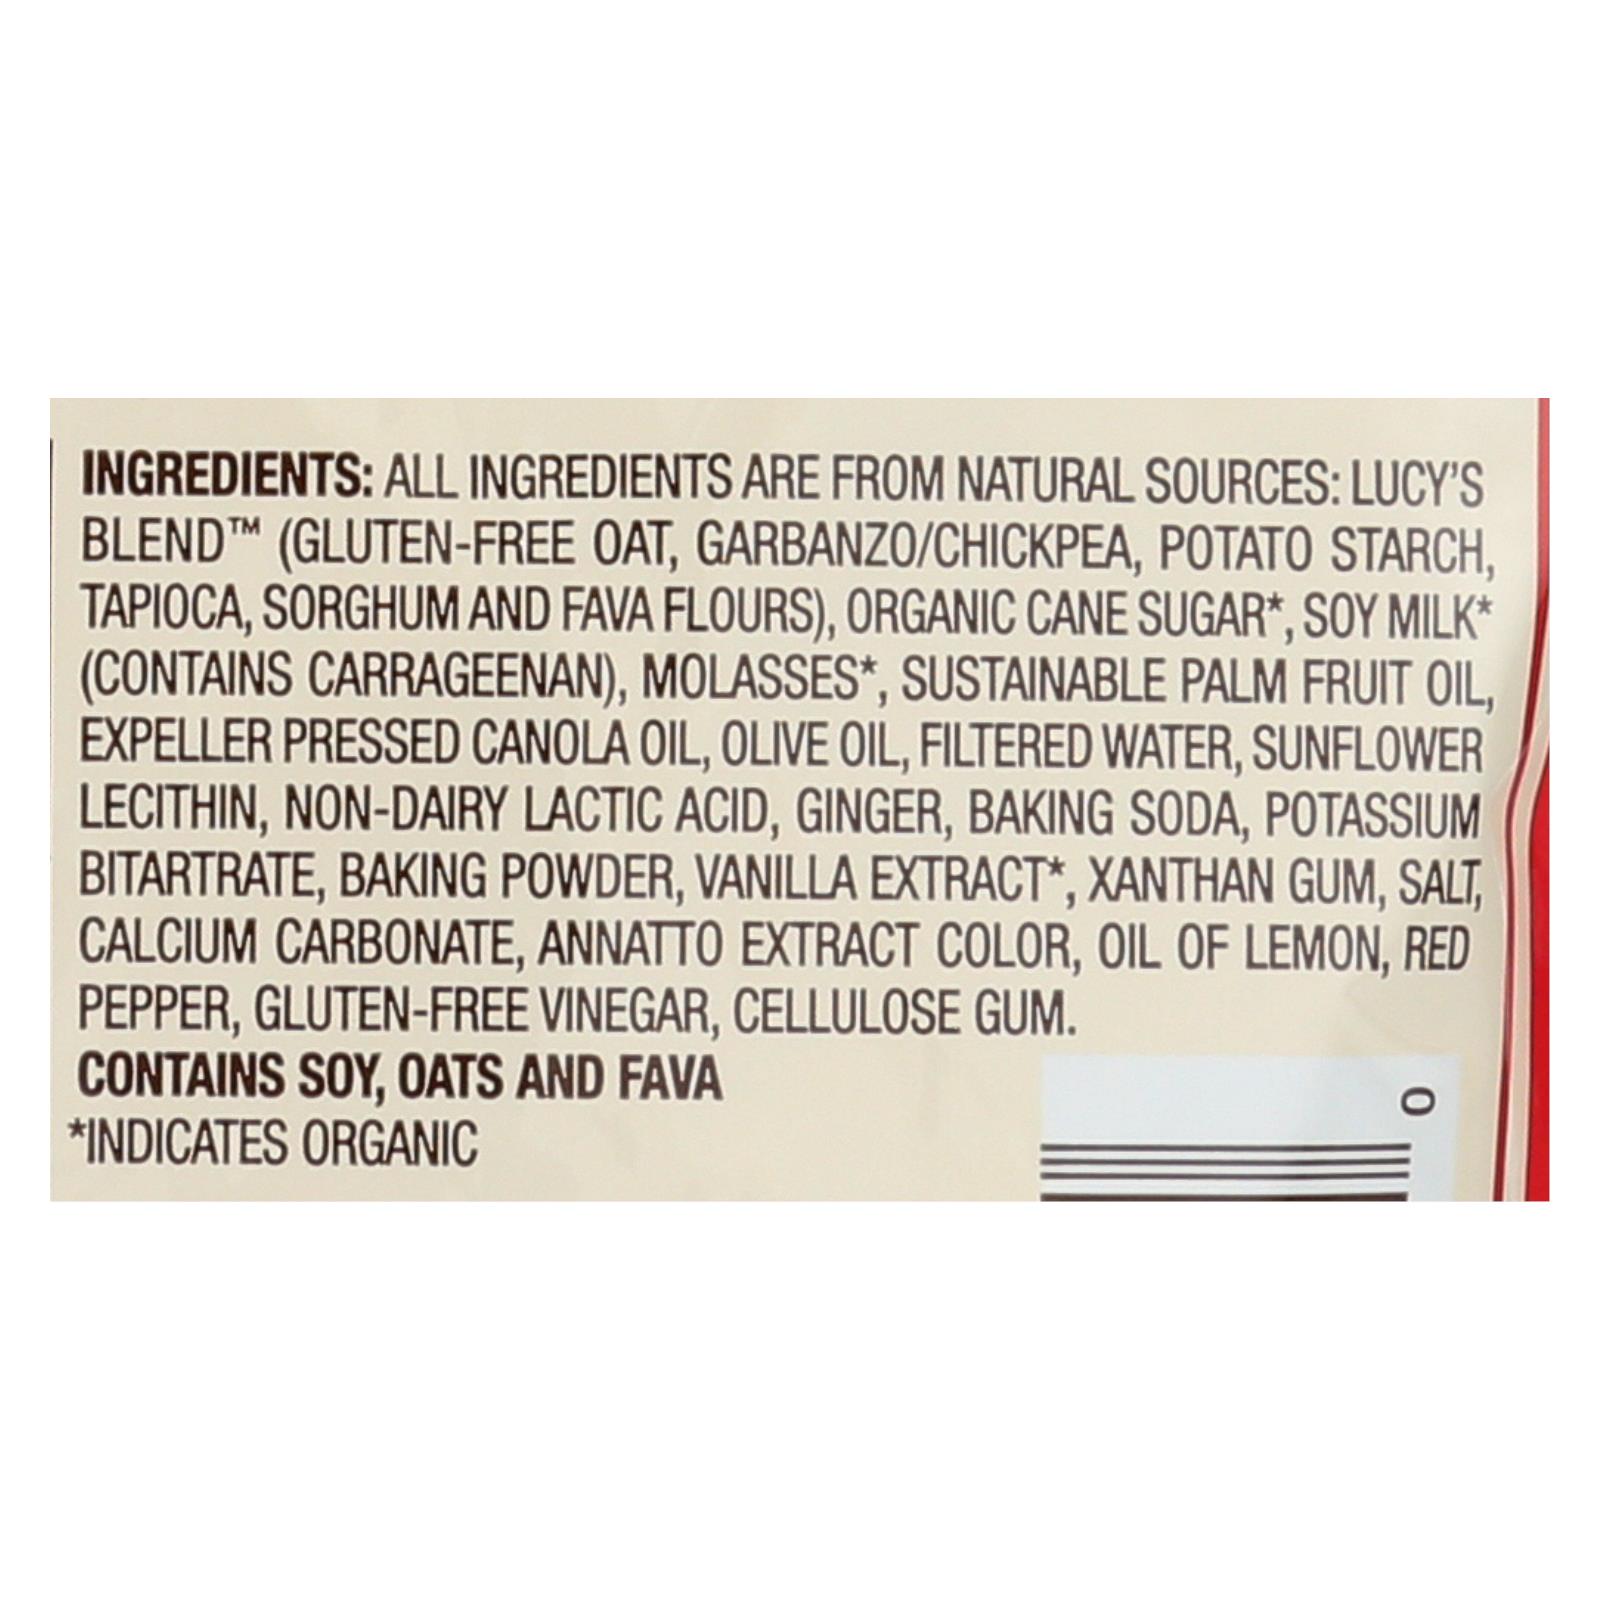 INGREDIENTS: ALL INGREDIENTS ARE FROM NATURAL SOURCES: LUCY'S
BLEND™ (GLUTEN-FREE OAT, GARBANZO/CHICKPEA, POTATO STARCH,
TAPIOCA, SORGHUM AND FAVA FLOURS), ORGANIC CANE SUGAR*, SOY MILK*
(CONTAINS CARRAGEENAN), MOLASSES*, SUSTAINABLE PALM FRUIT OIL,
EXPELLER PRESSED CANOLA OIL, OLIVE OIL, FILTERED WATER, SUNFLOWER
LECITHIN, NON-DAIRY LACTIC ACID, GINGER, BAKING SODA, POTASSIUM
BITARTRATE, BAKING POWDER, VANILLA EXTRACT*, XANTHAN GUM, SALT,
CALCIUM CARBONATE, ANNATTO EXTRACT COLOR, OIL OF LEMON, RED
PEPPER, GLUTEN-FREE VINEGAR, CELLULOSE GUM.
CONTAINS SOY, OATS AND FAVA
*INDICATES ORGANIC
0